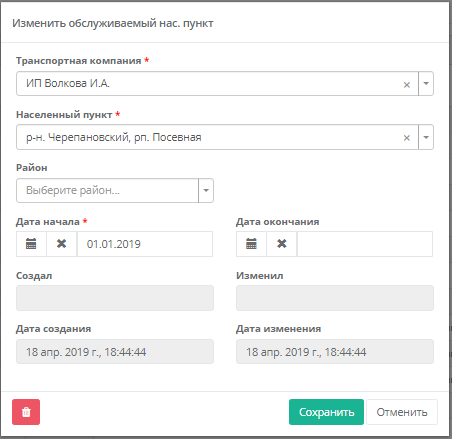 Изменить обслуживаемый нас. пункт
Транспортная компания *
ИП Волкова И.А.
Населенный пункт *
р-н. Черепановский, рп. Посевная
Район
Выберите район...
Дата начала * Дата окончания
01.01.2019
Создал Изменил
Дата создания Дата изменения
18 апр. 2019 г., 18:44:44 18 апр. 2019 г., 18:44:44
Сохранить Отменить